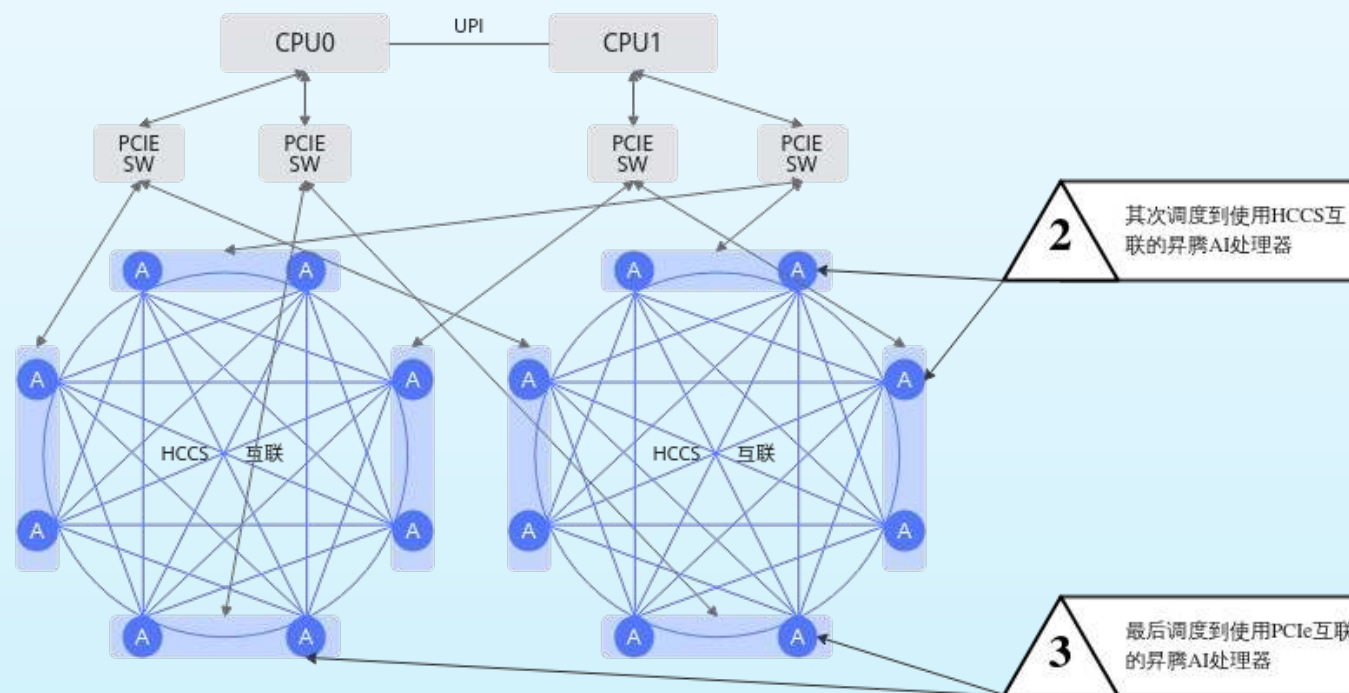 CPU0
UPI
CPU1
PCIE
SW
PCIE
SW
PCIE
SW
PCIE
SW
2
其次调度到使用HCCS互
联的昇腾AI处理器
A
A
A
A
A
A
A
A
HCCS 互联
HCCS 互联
A
A
A
A
A
A
A
A
3
最后调度到使用PCIe互联
的昇腾AI处理器